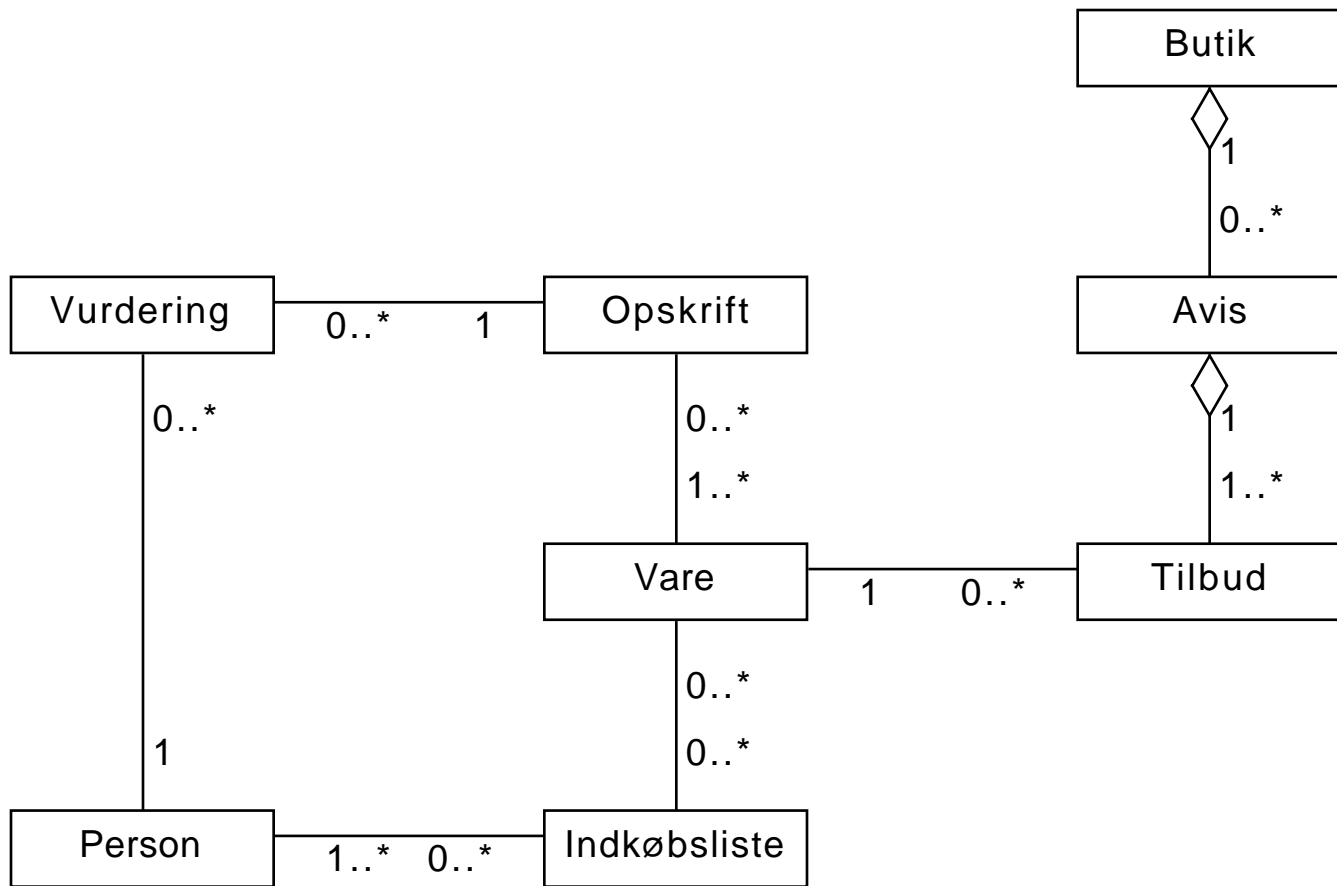 Butik
1
0..*
Vurdering
0..*
1
Opskrift
Avis
0..*
0..*
1
1..*
1..*
Vare
1
0..*
Tilbud
0..*
1
0..*
Person
1..*
0..*
Indkøbsliste